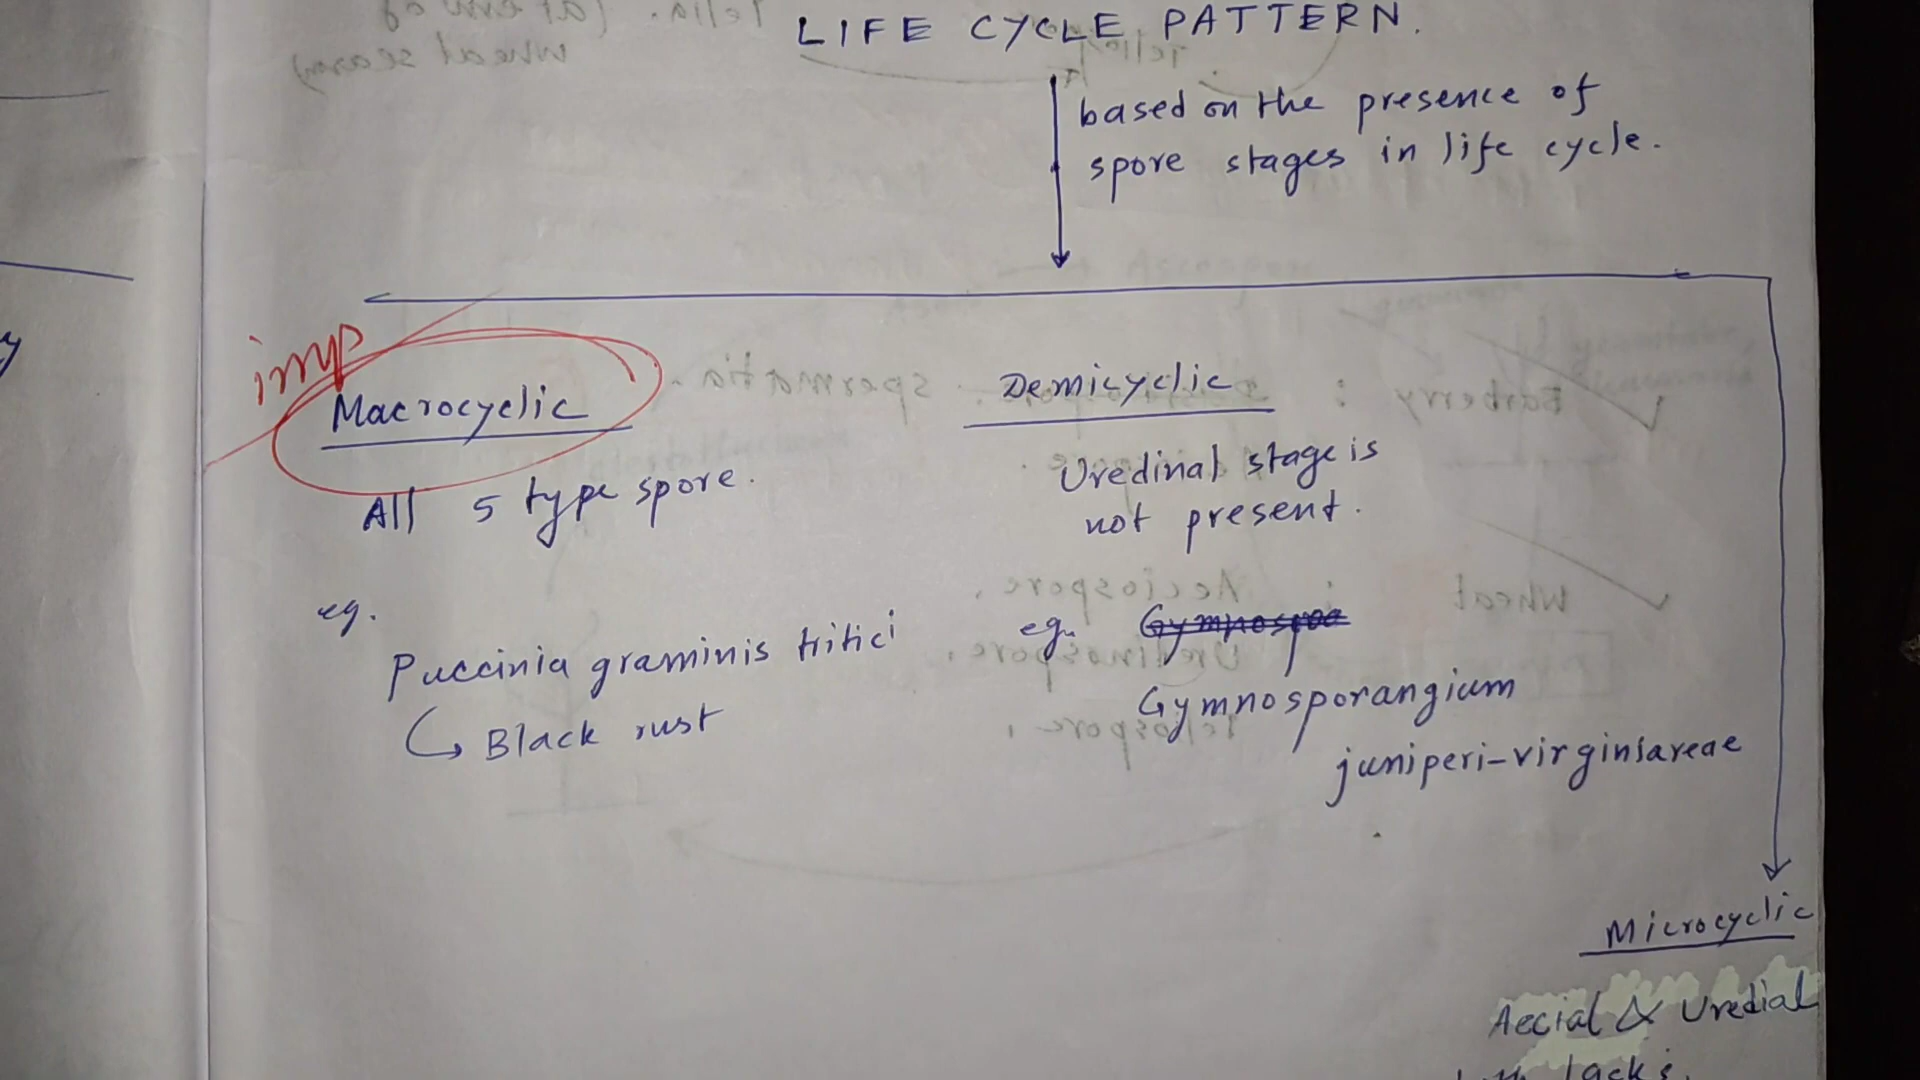 LIFE CYCLE PATTERN.
based on the presence of
spore stages in life cycle.
imp
Macrocyclic
All 5 type spore.
eg.
Puccinia graminis tritici
Black rust
Demicyclic
Uredinal stage is
not present.
eg.
Gymnosporangium
juniperi-virginiareae
Microcyclic
Aecial & Uredial
lacks.